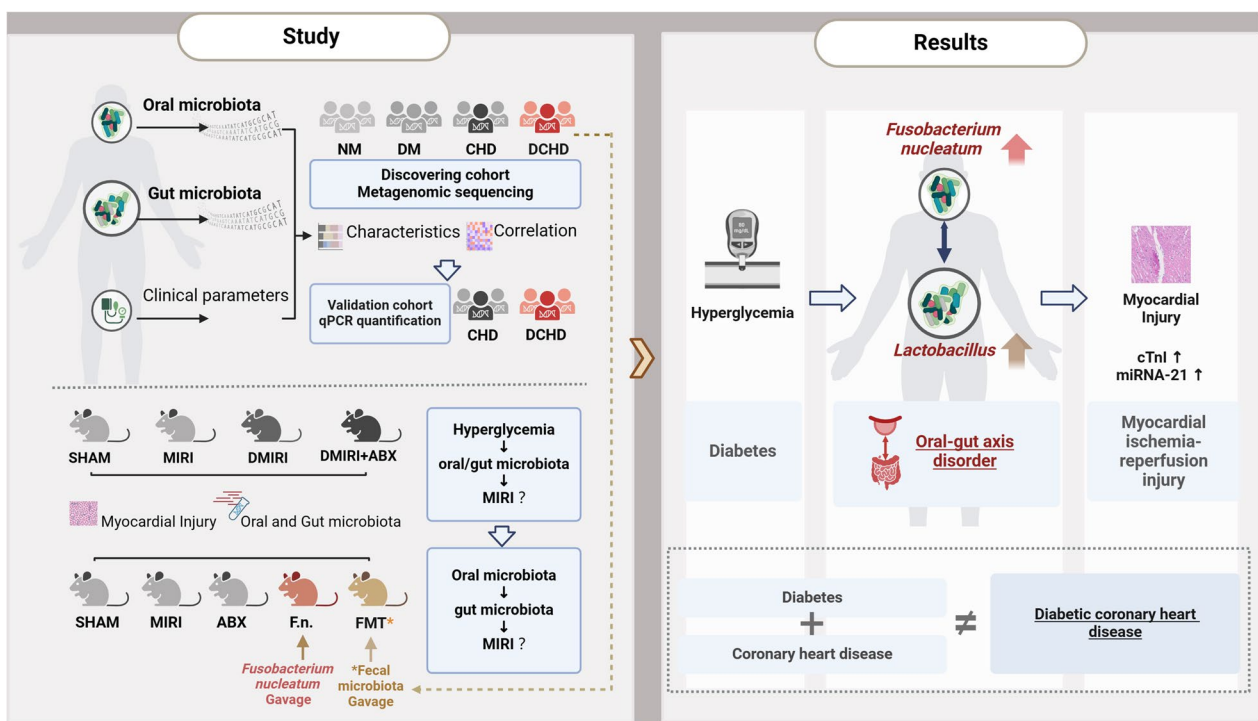 Study
Oral microbiota
Gut microbiota
Clinical parameters
NM
DM
CHD
DCHD
Discovering cohort
Metagenomic sequencing
Characteristics
Correlation
Validation cohort
qPCR quantification
CHD
DCHD
SHAM
MIRI
DMIRI
DMIRI+ABX
Myocardial Injury
Oral and Gut microbiota
Hyperglycemia
↓
oral/gut microbiota
↓
MIRI ?
SHAM
MIRI
ABX
F.n.
FMT*
Fusobacterium
nucleatum
Gavage
*Fecal
microbiota
Gavage
Oral microbiota
↓
gut microbiota
↓
MIRI ?
Results
Hyperglycemia
Fusobacterium
nucleatum
Lactobacillus
Myocardial
Injury
cTnI ↑
miRNA-21 ↑
Diabetes
Oral-gut axis
disorder
Myocardial
ischemia-
reperfusion
injury
Diabetes
+
Coronary heart disease
≠
Diabetic coronary heart
disease